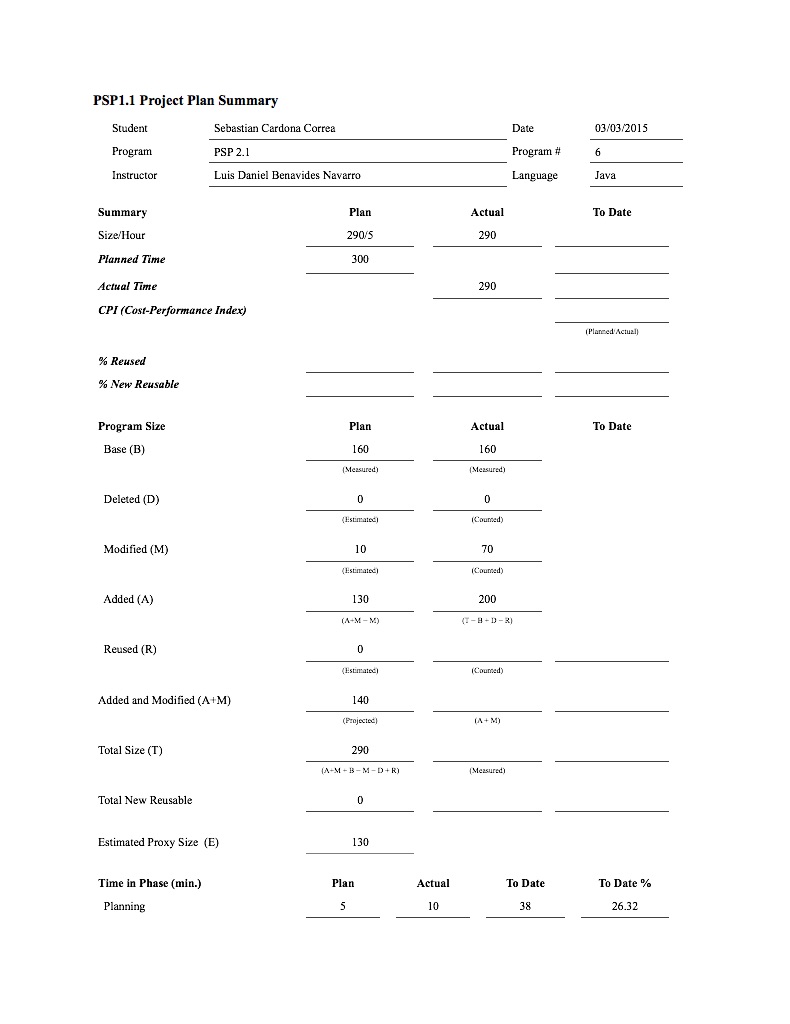 PSP1.1 Project Plan Summary
Student Sebastian Cardona Correa Date 03/03/2015
Program PSP 2.1 Program # 6
Instructor Luis Daniel Benavides Navarro Language Java
Summary Plan Actual To Date
Size/Hour 290/5 290
Planned Time 300
Actual Time 290
CPI (Cost-Performance Index)
(Planned/Actual)
% Reused
% New Reusable
Program Size Plan Actual To Date
Base (B) 160 160
(Measured) (Measured)
Deleted (D) 0 0
(Estimated) (Counted)
Modified (M) 10 70
(Estimated) (Counted)
Added (A) 130 200
(A+M − M) (T − B + D − R)
Reused (R) 0
(Estimated) (Counted)
Added and Modified (A+M) 140
(Projected) (A + M)
Total Size (T) 290
(A+M + B − M − D + R) (Measured)
Total New Reusable 0
Estimated Proxy Size (E) 130
Time in Phase (min.) Plan Actual To Date To Date %
Planning 5 10 38 26.32